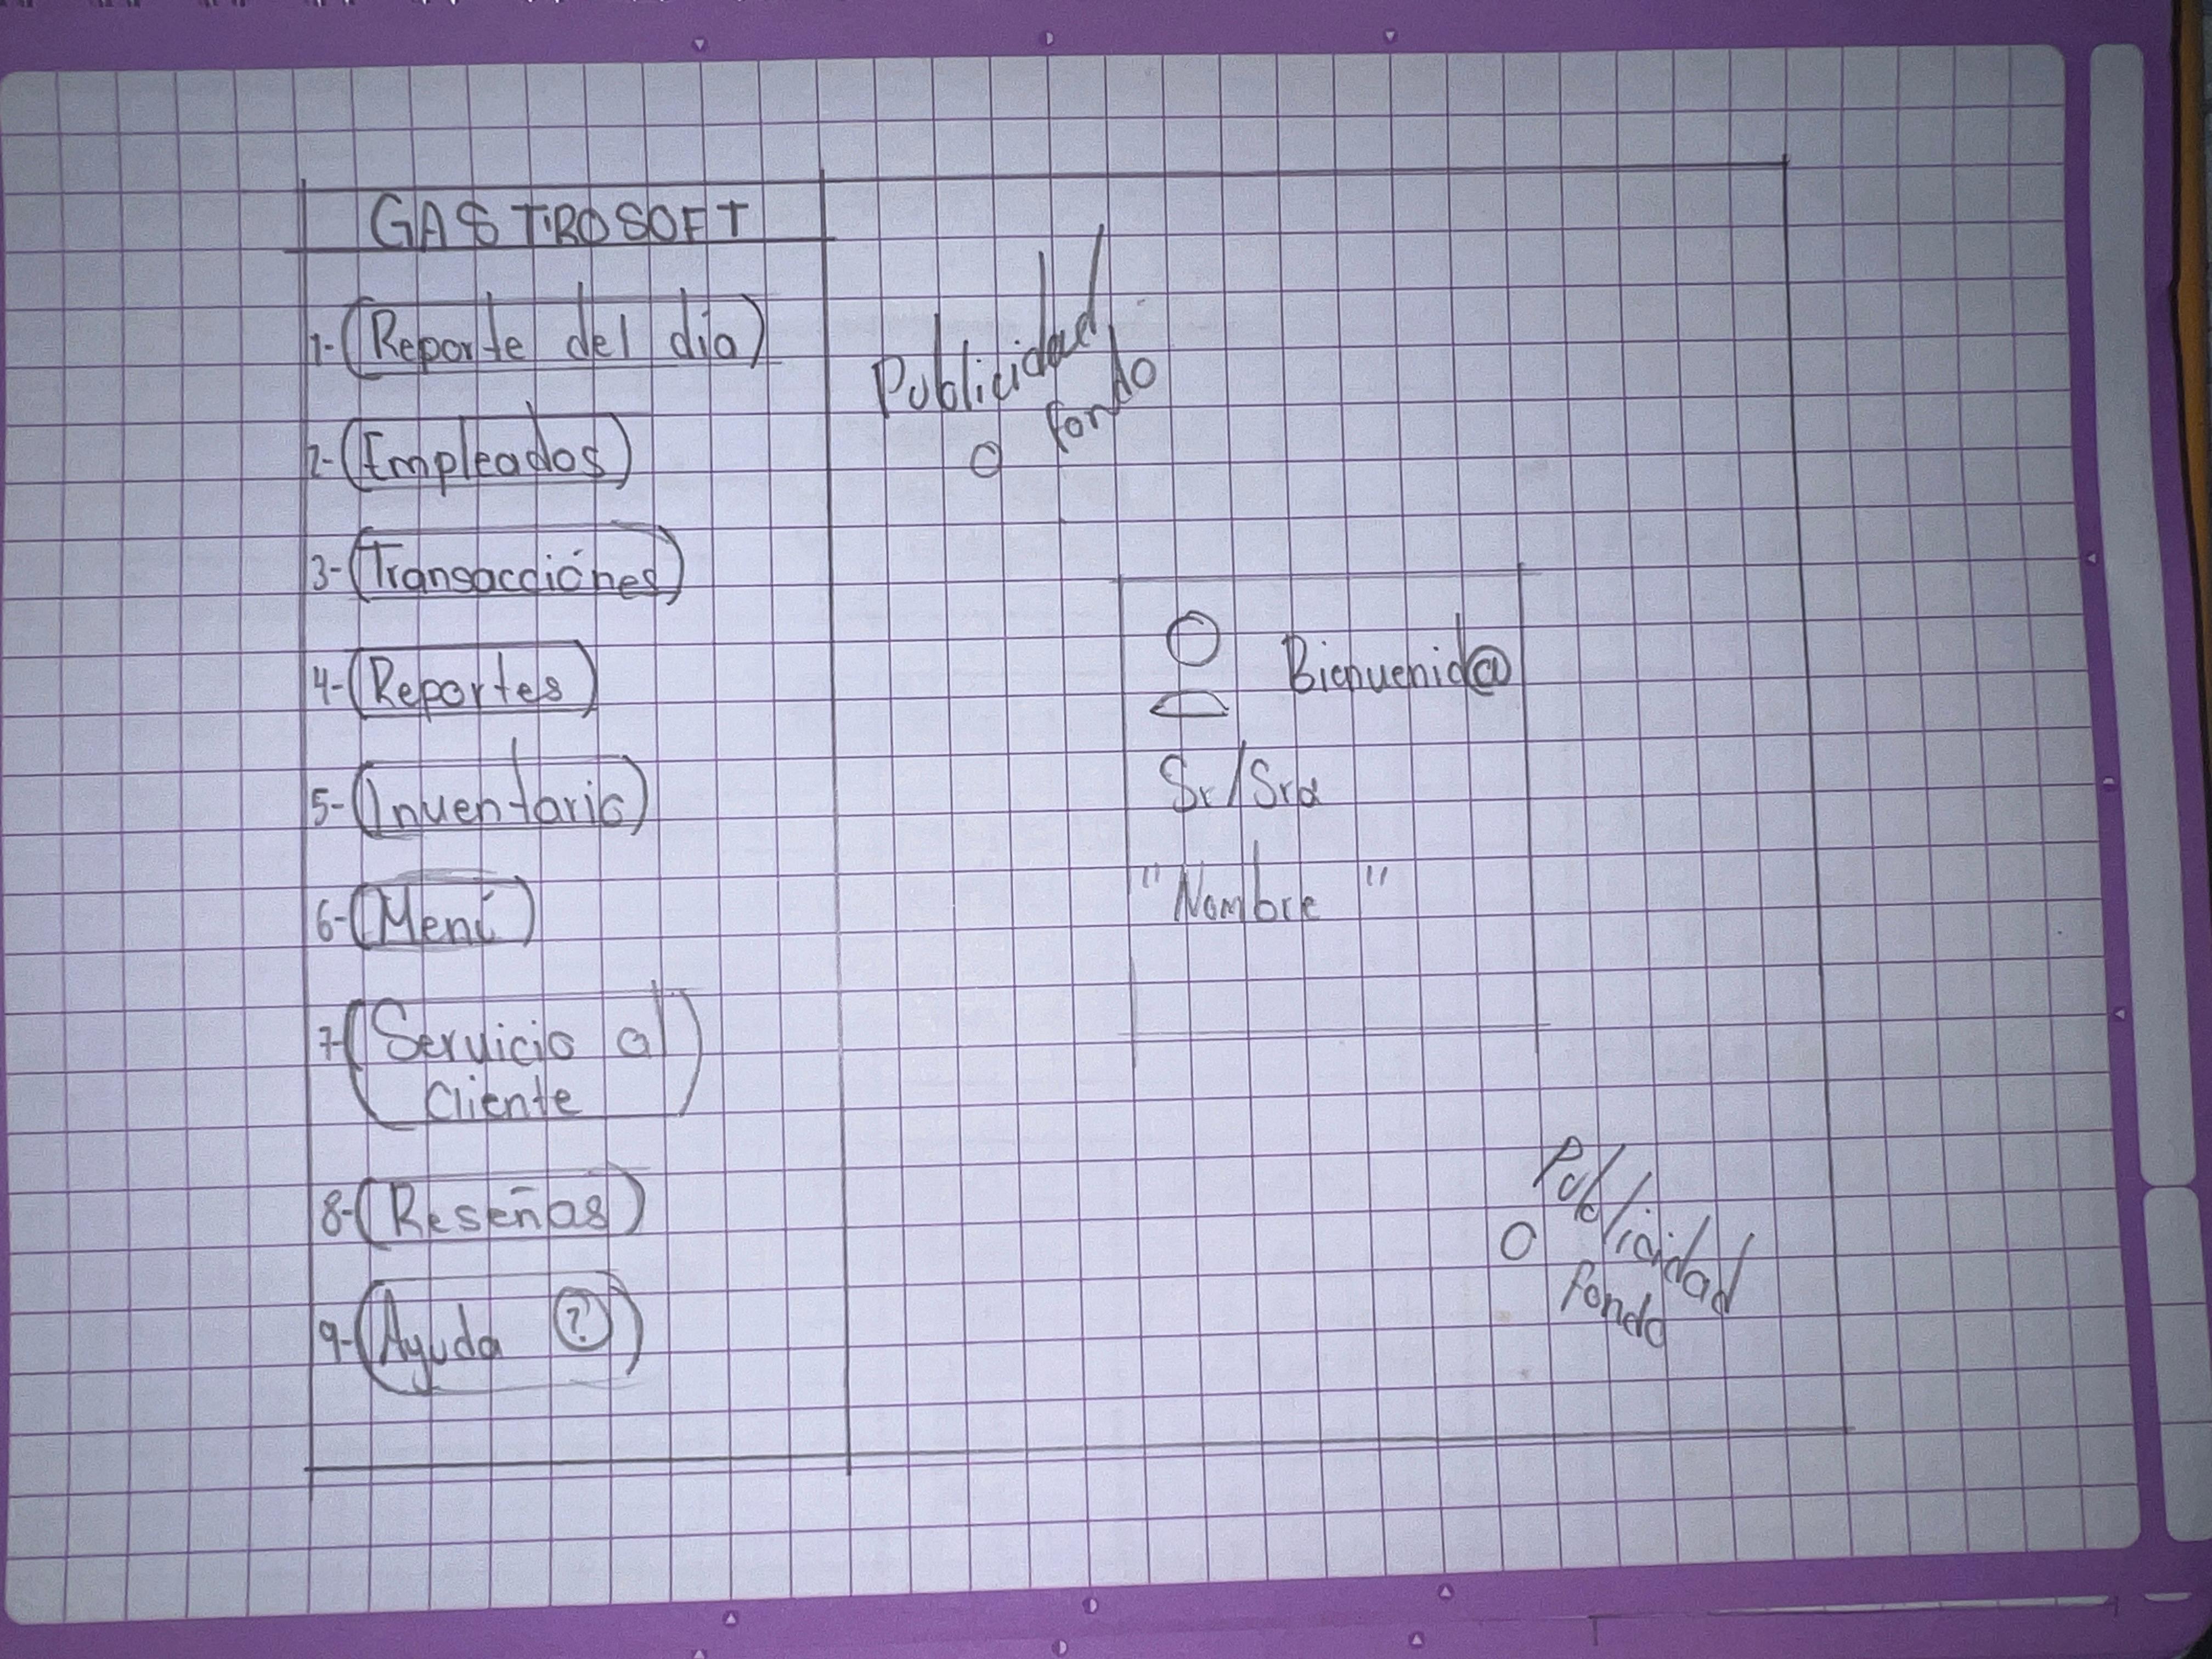 GASTROSOFT
1- Reporte del día
2- Empleados
3- Transacciónes
4- Reportes
5- Inventario
6- Mení
7- Servicio al
Cliente
8- Reseñas
9- Ayuda ?
Publicidad
o fondo
Bienvenid@
Sr/Sra
"Nombre "
Publicidad
o fondo